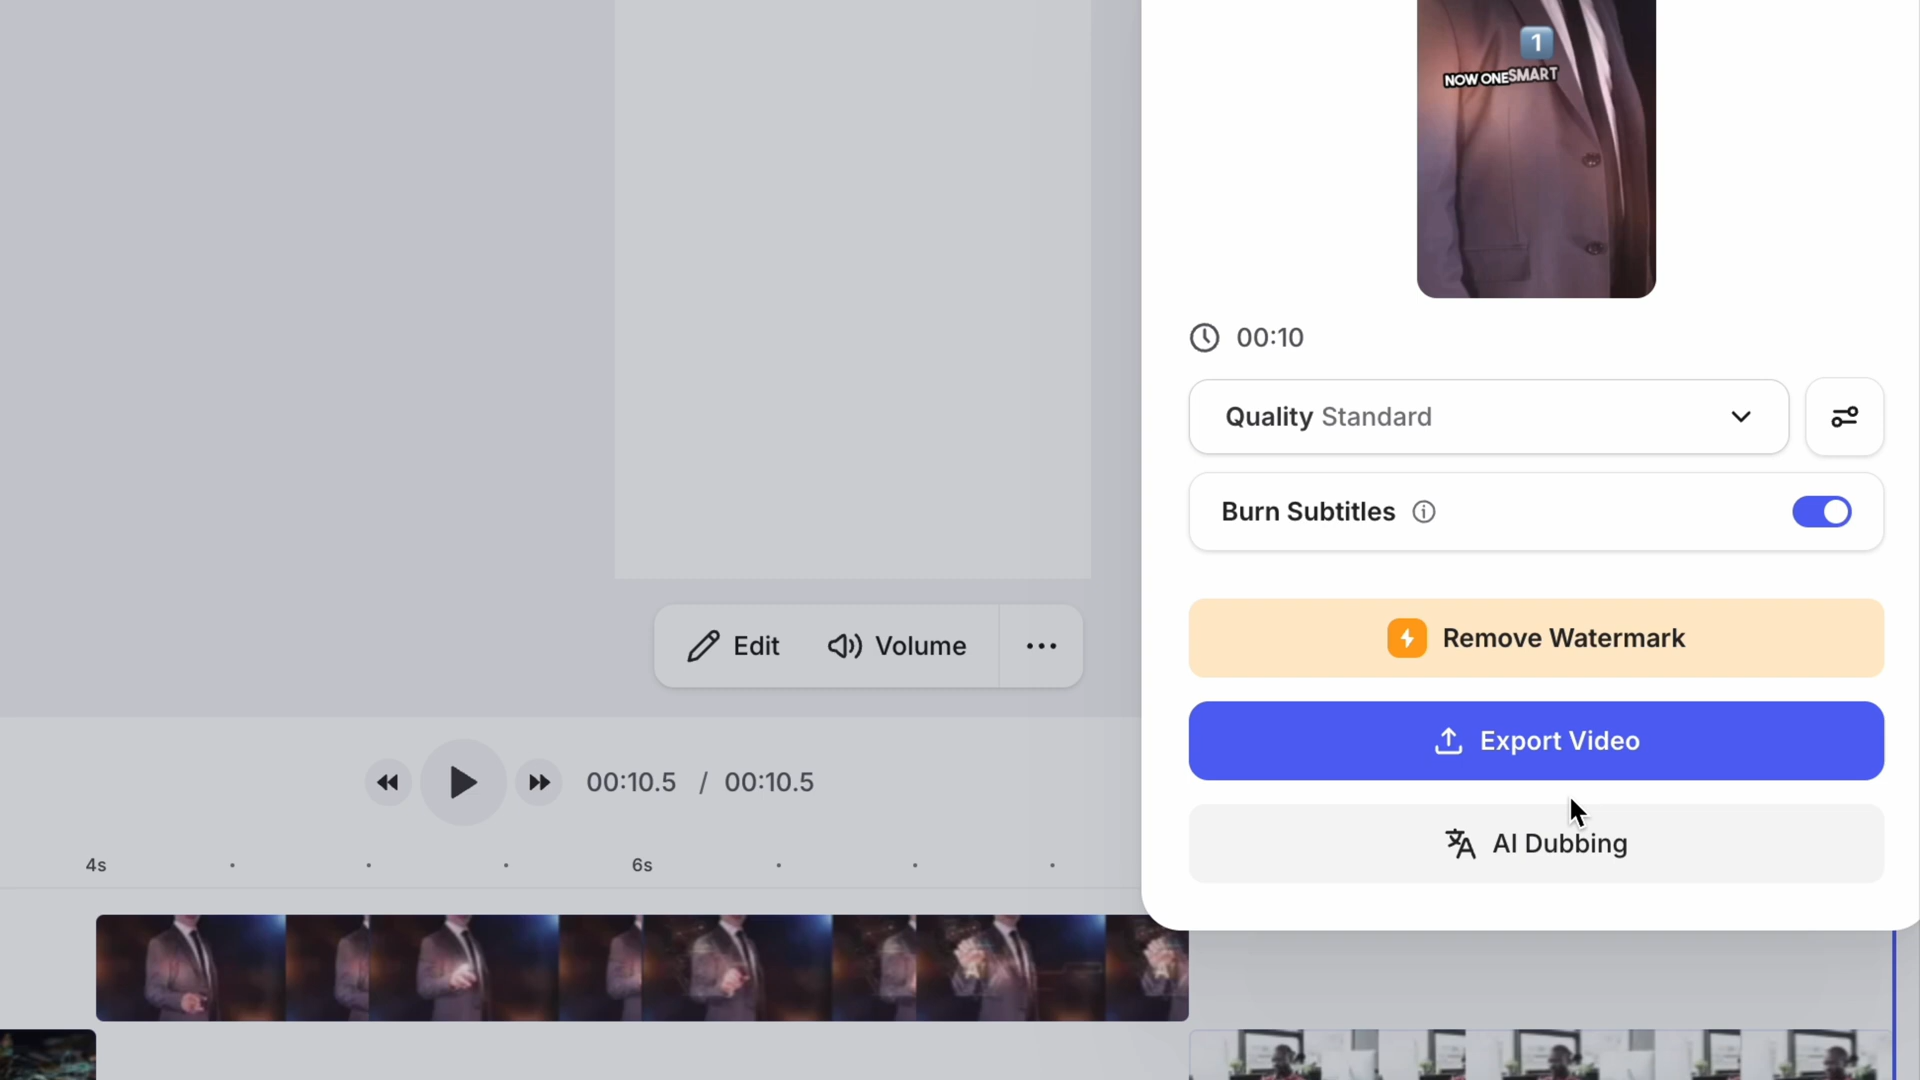 1
NOW ONE SMART
00:10
Quality Standard
Burn Subtitles
Remove Watermark
Edit
Volume
Export Video
00:10.5 / 00:10.5
AI Dubbing
4s
6s